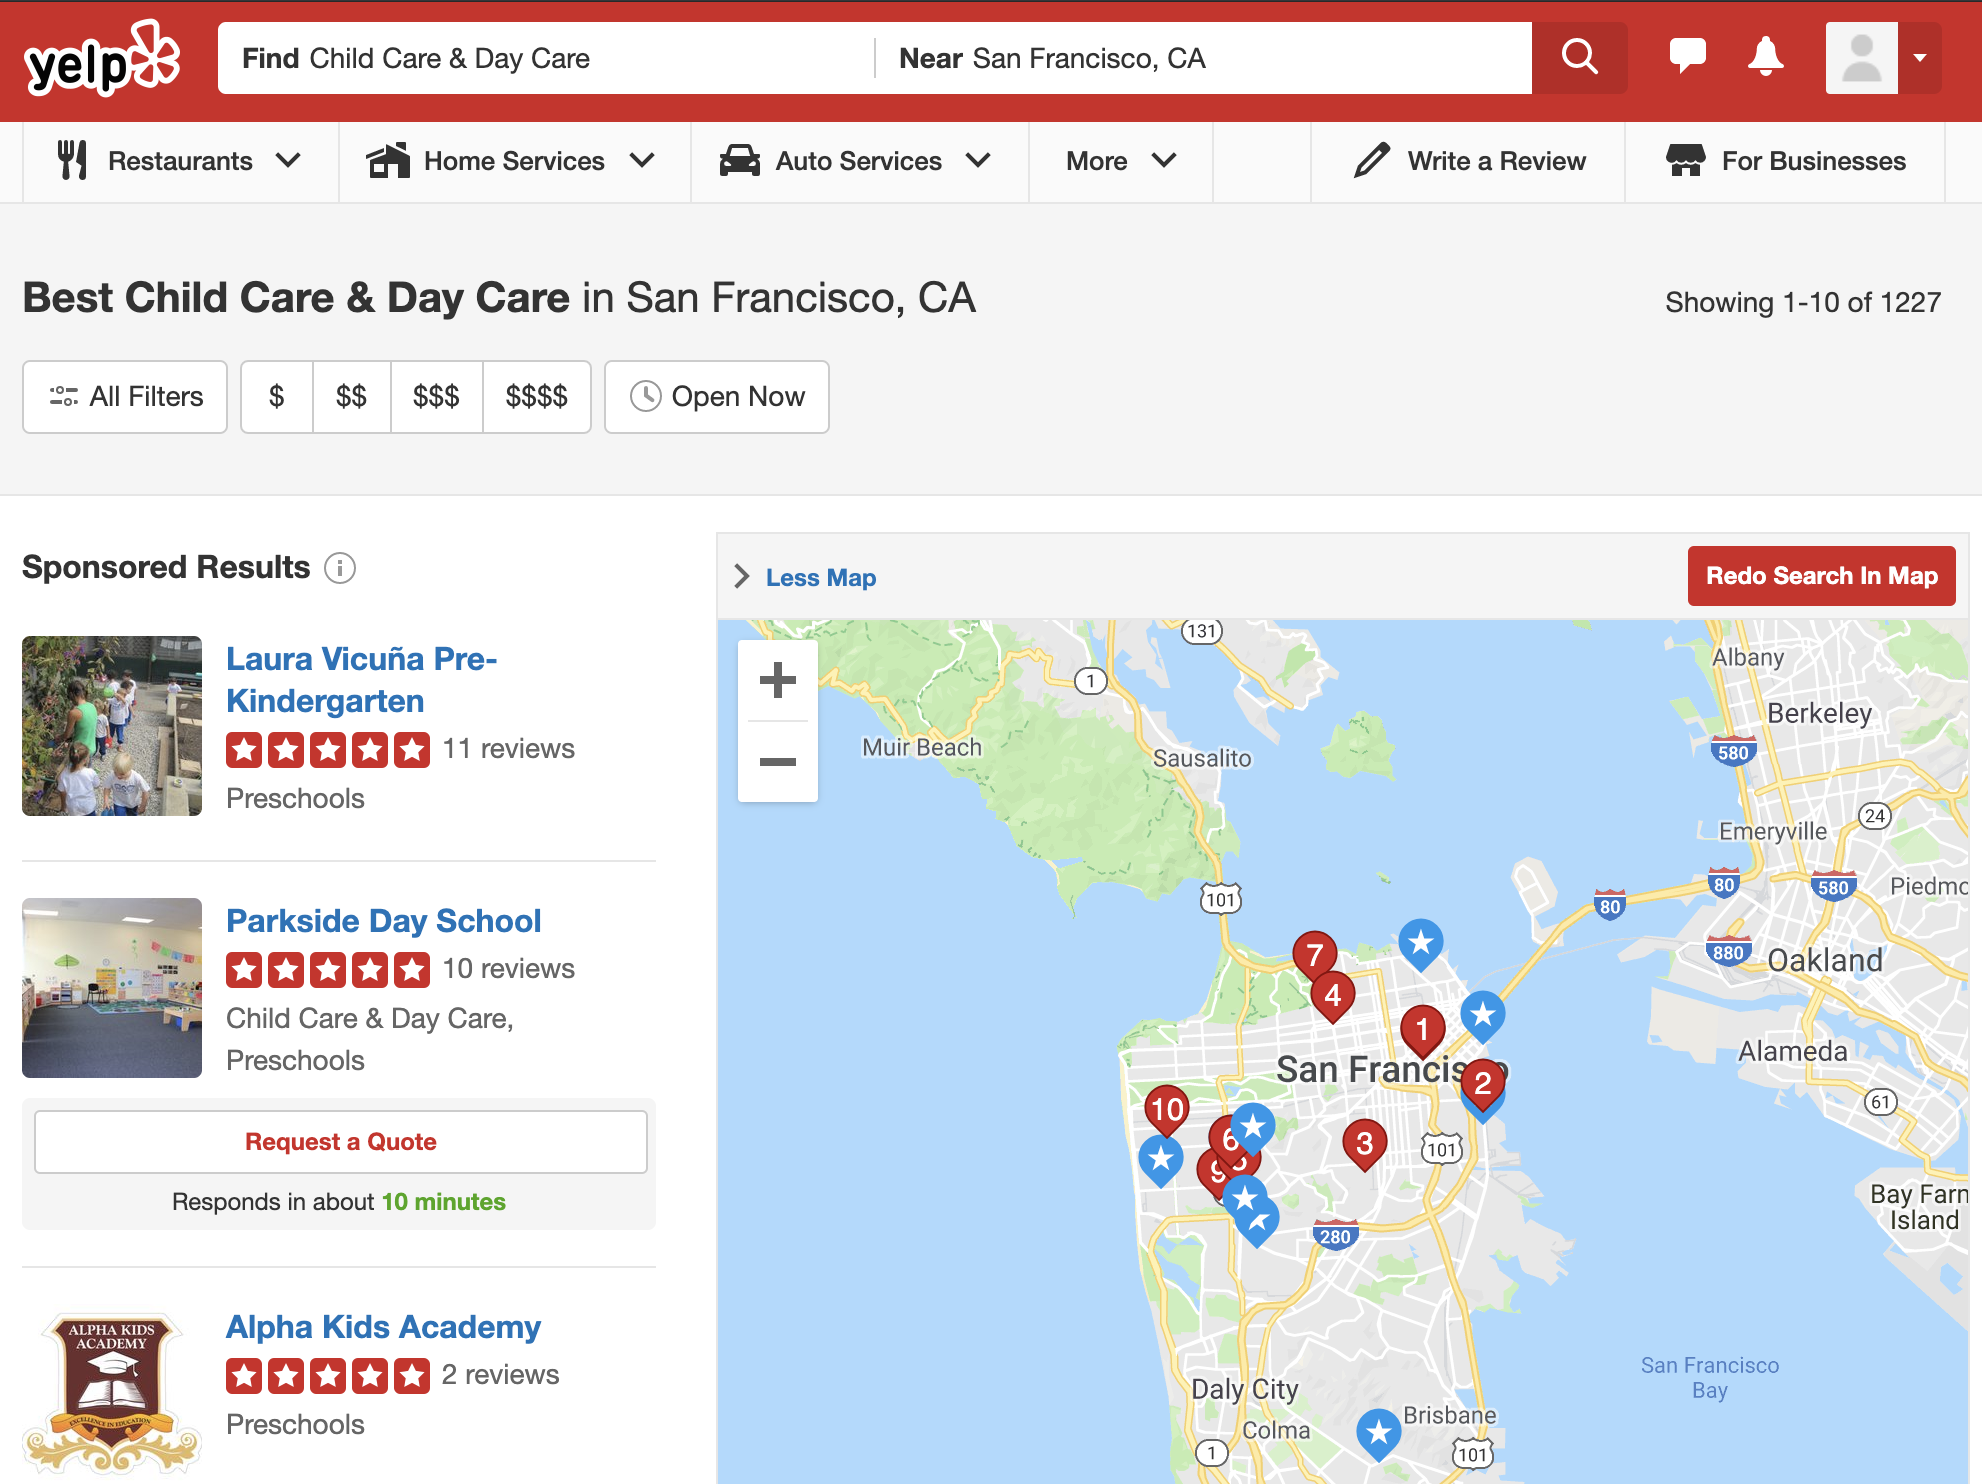 yelp
Find Child Care & Day Care
Near San Francisco, CA
Restaurants
Home Services
Auto Services
More
Write a Review
For Businesses
Best Child Care & Day Care in San Francisco, CA
Showing 1-10 of 1227
All Filters
$
$$
$$$
$$$$
Open Now
Sponsored Results
i
Laura Vicuña Pre-
Kindergarten
11 reviews
Preschools
Parkside Day School
10 reviews
Child Care & Day Care,
Preschools
Request a Quote
Responds in about 10 minutes
ALPHA KIDS
ACADEMY
EXCELLENCE IN EDUCATION
Alpha Kids Academy
2 reviews
Preschools
Less Map
Redo Search In Map
131
Albany
1
Berkeley
Muir Beach
Sausalito
580
24
Emeryville
80
580
Piedmo
101
80
880
Oakland
7
4
1
San Francisco
2
Alameda
61
10
6
3
101
9
5
Bay Farn
Island
280
San Francisco
Bay
Daly City
Brisbane
Colma
1
101